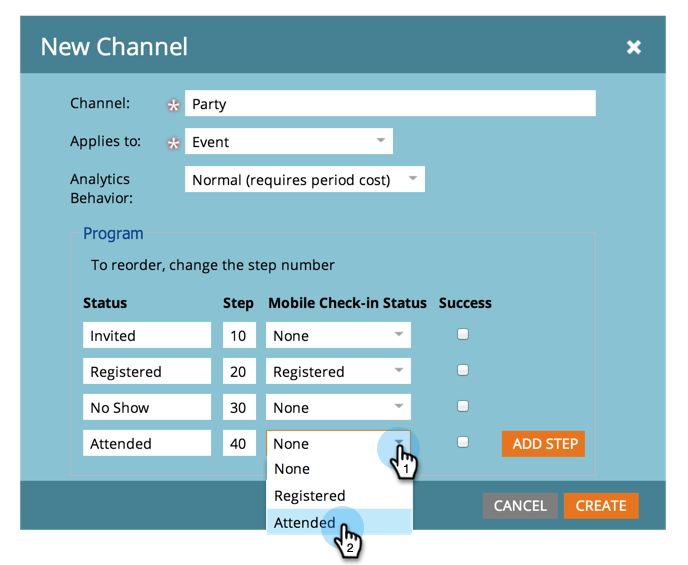 New Channel
Channel: Party
Applies to: Event
Analytics Behavior: Normal (requires period cost)
Program
To reorder, change the step number
Status Step Mobile Check-in Status Success
Invited 10 None
Registered 20 Registered
No Show 30 None
Attended 40 None ADD STEP
1
None
Registered
Attended
2
CANCEL CREATE